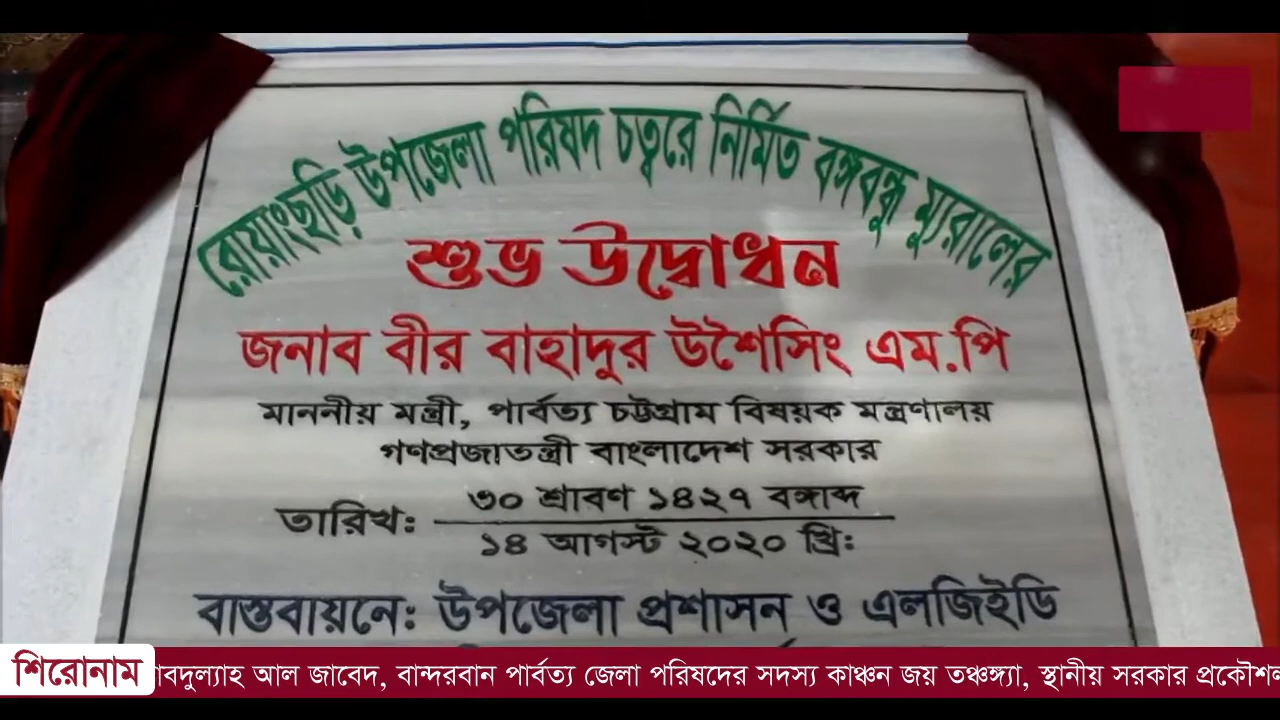 রোয়াংছড়ি উপজেলা পরিষদ চত্বরে নির্মিত বঙ্গবন্ধু ম্যুরালের
শুভ উদ্বোধন
জনাব বীর বাহাদুর উশৈসিং এম.পি
মাননীয় মন্ত্রী, পার্বত্য চট্টগ্রাম বিষয়ক মন্ত্রণালয়
গণপ্রজাতন্ত্রী বাংলাদেশ সরকার
তারিখ: ৩০ শ্রাবণ ১৪২৭ বঙ্গাব্দ
১৪ আগস্ট ২০২০ খ্রি:
বাস্তবায়নে: উপজেলা প্রশাসন ও এলজিইডি
শিরোনাম বদুল্যাহ আল জাবেদ, বান্দরবান পার্বত্য জেলা পরিষদের সদস্য কাঞ্চন জয় তঞ্চঙ্গ্যা, স্থানীয় সরকার প্রকৌশল